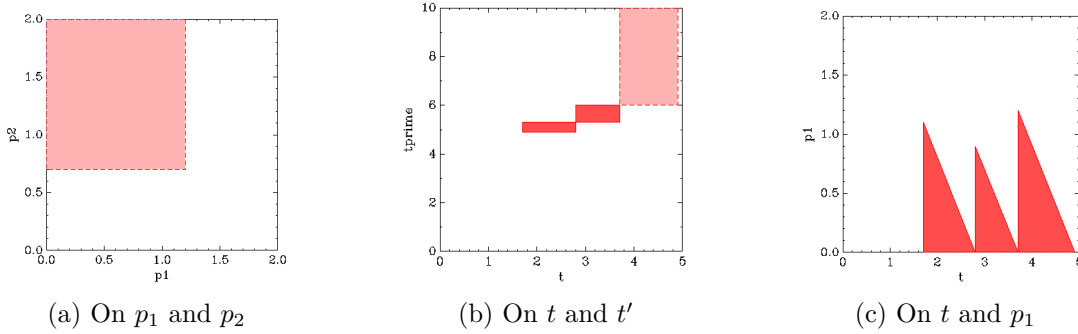 2.0
1.5
1.0
0.5
0.0
p2
0.0 0.5 1.0 1.5 2.0
p1
(a) On p₁ and p₂
10
8
6
4
2
0
tprime
0 1 2 3 4 5
t
(b) On t and t′
2.0
1.5
1.0
0.5
0.0
p1
0 1 2 3 4 5
t
(c) On t and p₁